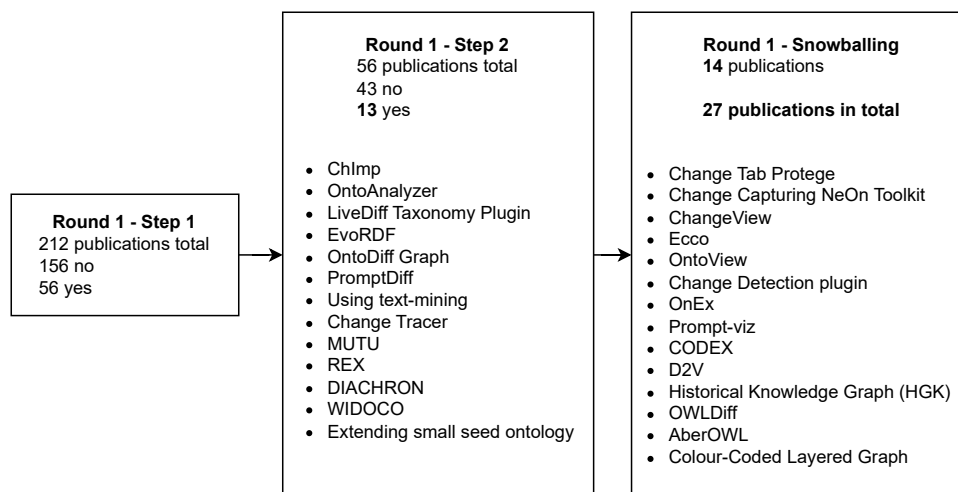 Round 1 - Step 1
212 publications total
156 no
56 yes
Round 1 - Step 2
56 publications total
43 no
13 yes
ChImp
OntoAnalyzer
LiveDiff Taxonomy Plugin
EvoRDF
OntoDiff Graph
PromptDiff
Using text-mining
Change Tracer
MUTU
REX
DIACHRON
WIDOCO
Extending small seed ontology
Round 1 - Snowballing
14 publications
27 publications in total
Change Tab Protege
Change Capturing NeOn Toolkit
ChangeView
Ecco
OntoView
Change Detection plugin
OnEx
Prompt-viz
CODEX
D2V
Historical Knowledge Graph (HGK)
OWLDiff
AberOWL
Colour-Coded Layered Graph